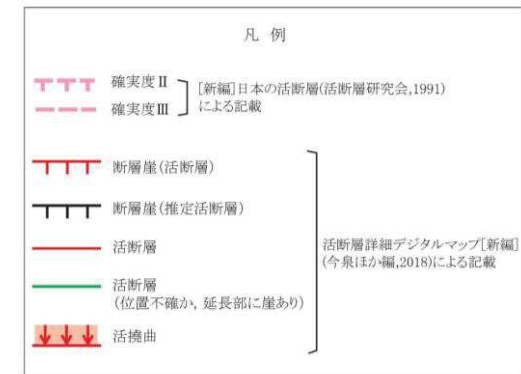 凡 例
確実度Ⅱ
確実度Ⅲ
[新編]日本の活断層(活断層研究会,1991)
による記載
断層崖(活断層)
断層崖(推定活断層)
活断層
活断層
(位置不確か, 延長部に崖あり)
活撓曲
活断層詳細デジタルマップ[新編]
(今泉ほか編,2018)による記載